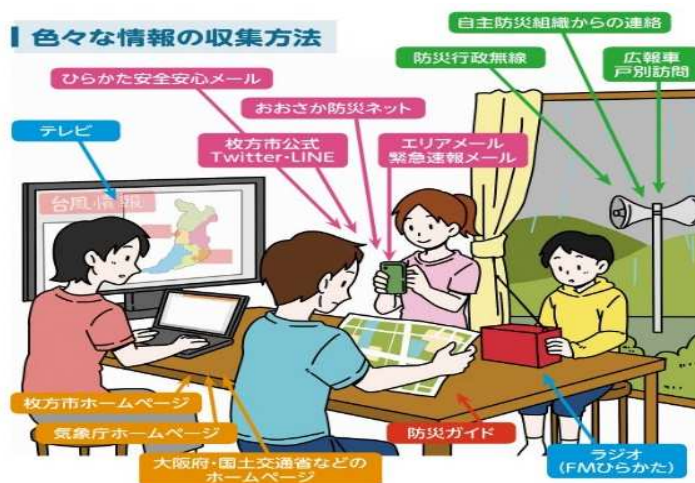 色々な情報の収集方法
自主防災組織からの連絡
防災行政無線
広報車
戸別訪問
ひらかた安全安心メール
おおさか防災ネット
テレビ
枚方市公式
Twitter・LINE
エリアメール
緊急速報メール
台風情報
枚方市ホームページ
気象庁ホームページ
大阪府・国土交通省などの
ホームページ
防災ガイド
ラジオ
(FMひらかた)